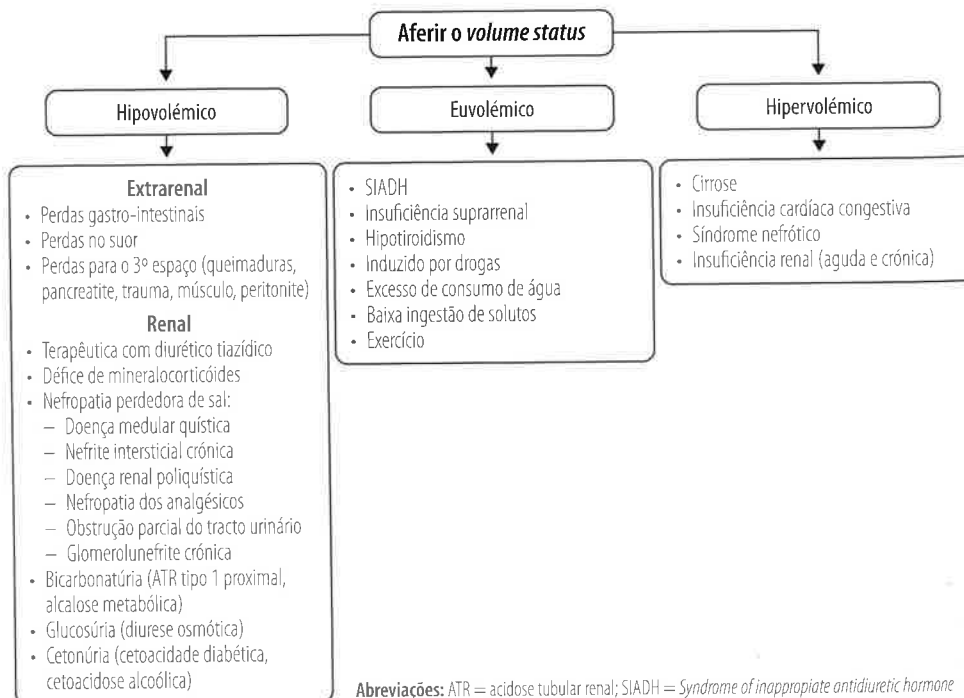 Aferir o volume status
Hipovolémico
Euvolémico
Hipervolémico
Extrarenal
• Perdas gastro-intestinais
• Perdas no suor
• Perdas para o 3º espaço (queimaduras,
pancreatite, trauma, músculo, peritonite)
Renal
• Terapêutica com diurético tiazídico
• Défice de mineralocorticóides
• Nefropatia perdedora de sal:
– Doença medular quística
– Nefrite intersticial crónica
– Doença renal poliquística
– Nefropatia dos analgésicos
– Obstrução parcial do tracto urinário
– Glomerolunefrite crónica
• Bicarbonatúria (ATR tipo 1 proximal,
alcalose metabólica)
• Glucosúria (diurese osmótica)
• Cetonúria (cetoacidade diabética,
cetoacidose alcoólica)
• SIADH
• Insuficiência suprarrenal
• Hipotiroidismo
• Induzido por drogas
• Excesso de consumo de água
• Baixa ingestão de solutos
• Exercício
• Cirrose
• Insuficiência cardíaca congestiva
• Síndrome nefrótico
• Insuficiência renal (aguda e crónica)
Abreviações: ATR = acidose tubular renal; SIADH = Syndrome of inappropiate antidiuretic hormone